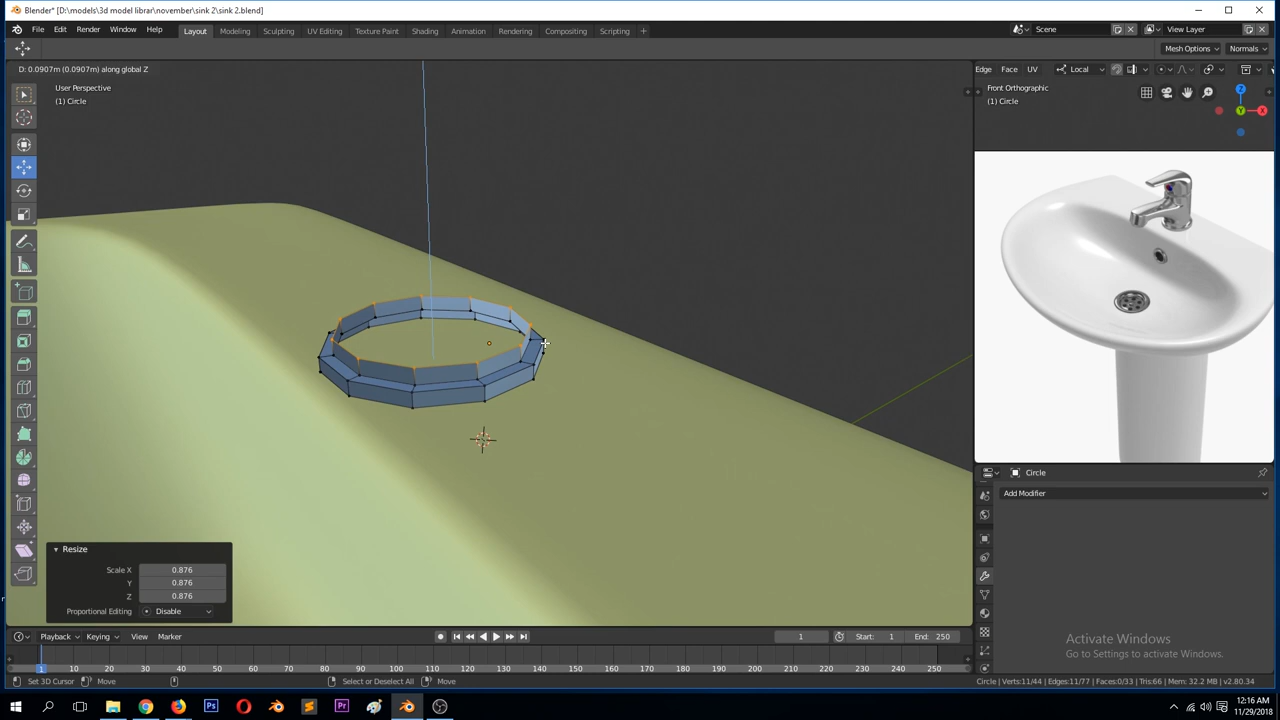 Blender* [D:\models\3d model librar\november\sink 2\sink 2.blend]
File Edit Render Window Help
Layout Modeling Sculpting UV Editing Texture Paint Shading Animation Rendering Compositing Scripting +
Scene
View Layer
Mesh Options
Normals
D: 0.0907m (0.0907m) along global Z
Edge Face UV
Local
User Perspective
(1) Circle
Front Orthographic
(1) Circle
Z
Y
X
Circle
Add Modifier
Resize
Scale X 0.876
Y 0.876
Z 0.876
Proportional Editing Disable
Playback Keying View Marker
1
Start: 1
End: 250
1 10 20 30 40 50 60 70 80 90 100 110 120 130 140 150 160 170 180 190 200 210 220 230 240 250
Activate Windows
Go to Settings to activate Windows.
Set 3D Cursor
Move
Select or Deselect All
Move
Circle | Verts:11/44 | Edges:11/77 | Faces:0/33 | Tris:66 | Mem: 32.2 MB | v2.80.34
Ps
Pr
12:16 AM
11/29/2018